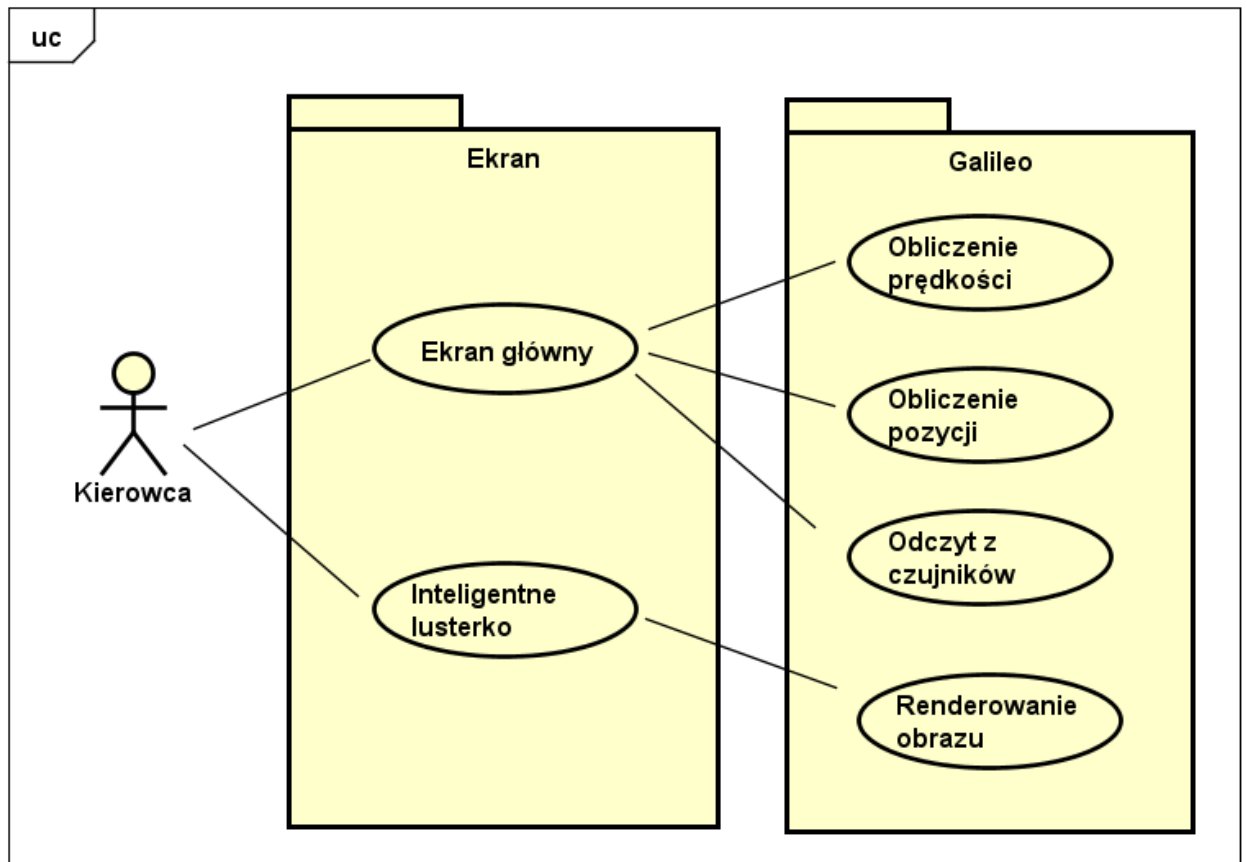 uc
Ekran
Galileo
Obliczenie
prędkości
Ekran główny
Obliczenie
pozycji
Kierowca
Odczyt z
czujników
Inteligentne
lusterko
Renderowanie
obrazu